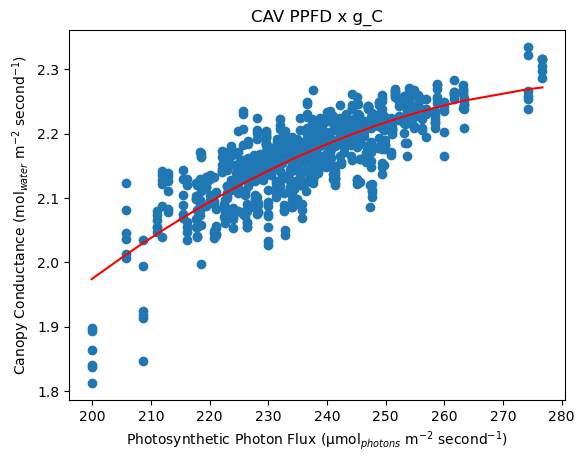 CAV PPFD x g_C
Canopy Conductance (mol_water m⁻² second⁻¹)
2.3
2.2
2.1
2.0
1.9
1.8
200 210 220 230 240 250 260 270 280
Photosynthetic Photon Flux (μmol_photons m⁻² second⁻¹)